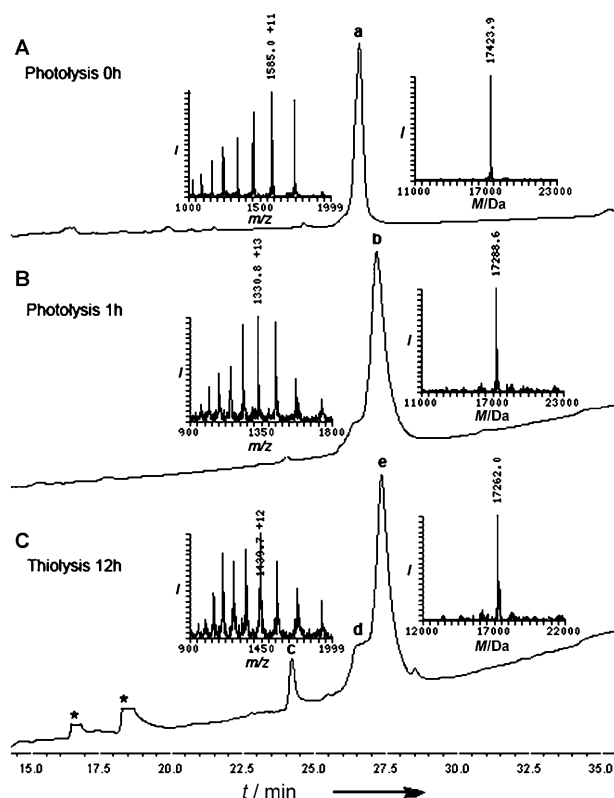 A
Photolysis 0h
a
1585.0 +11
I
1000 1500 1999
m/z
17423.9
I
11000 17000 23000
M/Da
B
Photolysis 1h
b
1330.8 +13
I
900 1350 1800
m/z
17288.6
I
11000 17000 23000
M/Da
C
Thiolysis 12h
e
1439.7 +12
I
900 1450 1999
m/z
17262.0
I
12000 17000 22000
M/Da
c
d
*
*
15.0 17.5 20.0 22.5 25.0 27.5 30.0 32.5 35.0
t / min